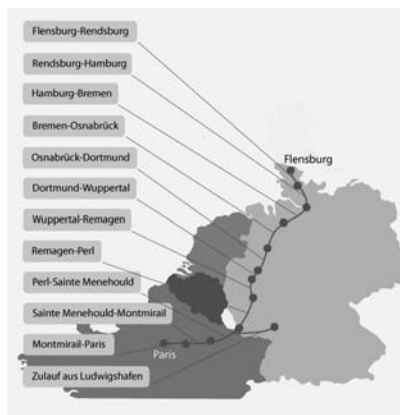 Flensburg-Rendsburg
Rendsburg-Hamburg
Hamburg-Bremen
Bremen-Osnabrück
Osnabrück-Dortmund
Dortmund-Wuppertal
Wuppertal-Remagen
Remagen-Perl
Perl-Sainte Menehould
Sainte Menehould-Montmirail
Montmirail-Paris
Zulauf aus Ludwigshafen
Flensburg
Paris